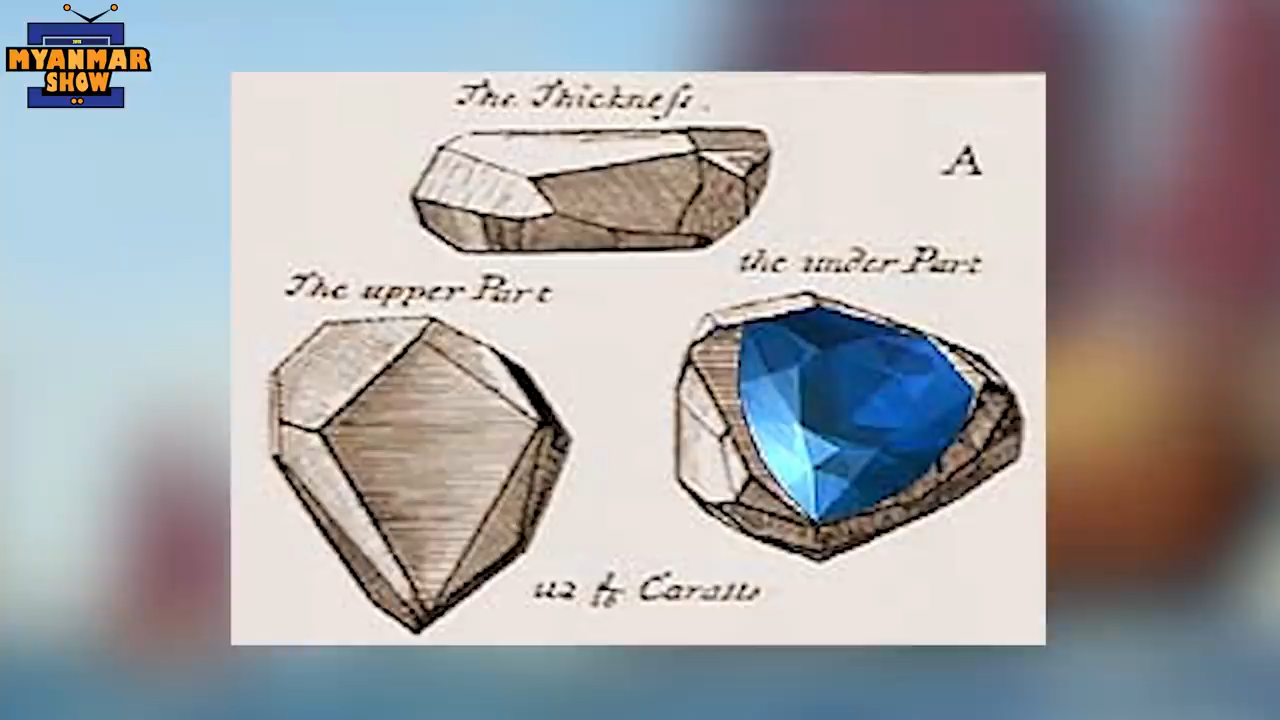 MYANMAR
SHOW
The Thickneſs.
A
the under Part
The upper Part
112 3/16 Caratts